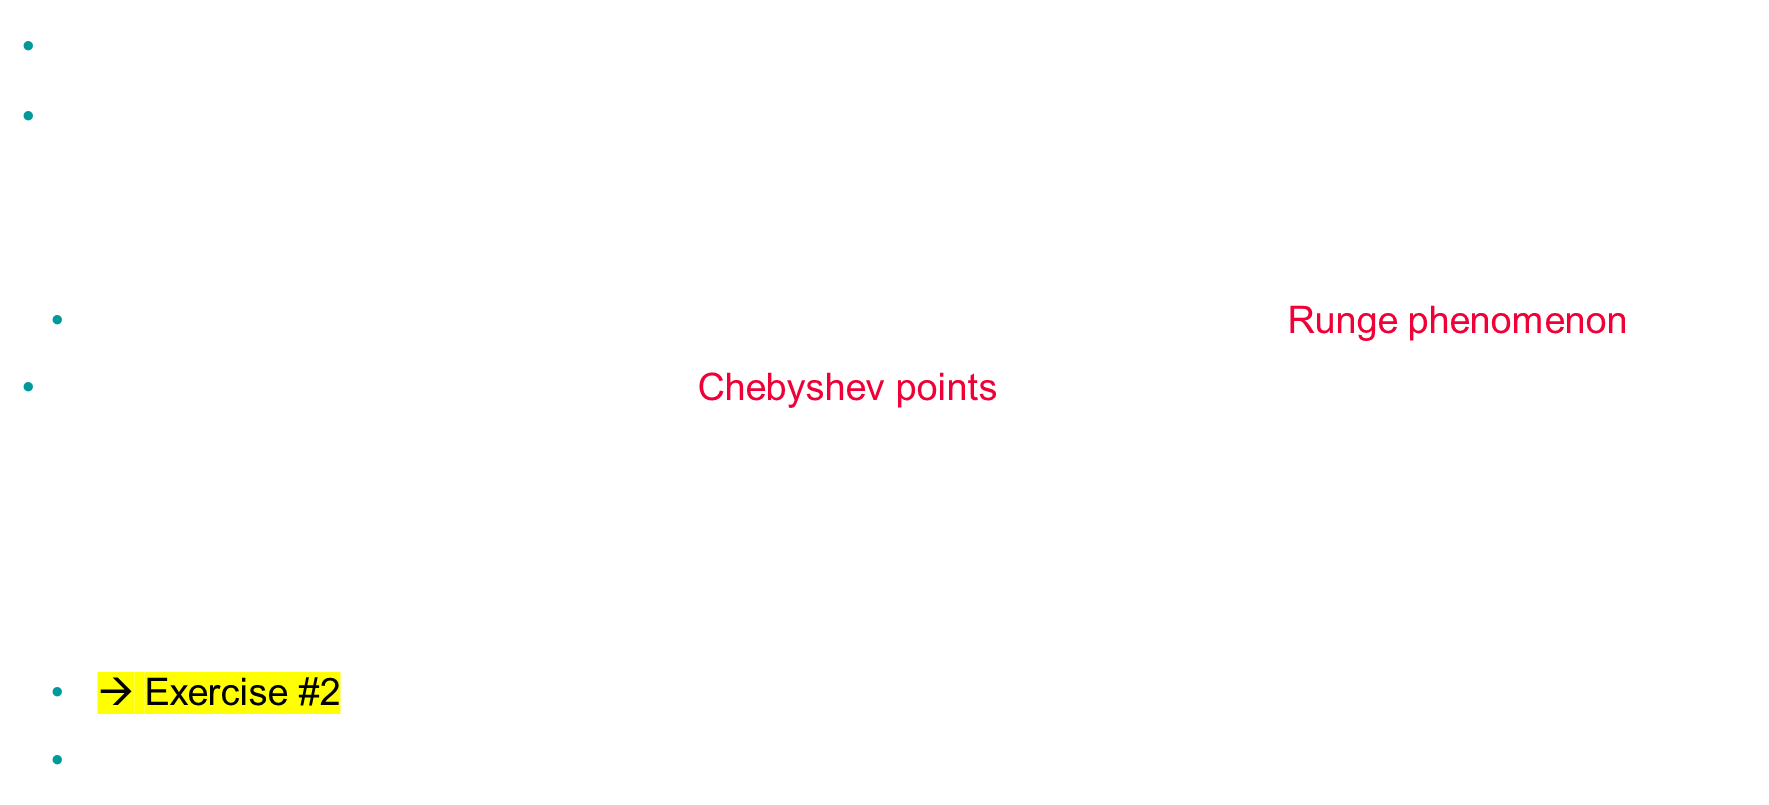 •
•
• Runge phenomenon
• Chebyshev points
• → Exercise #2
•